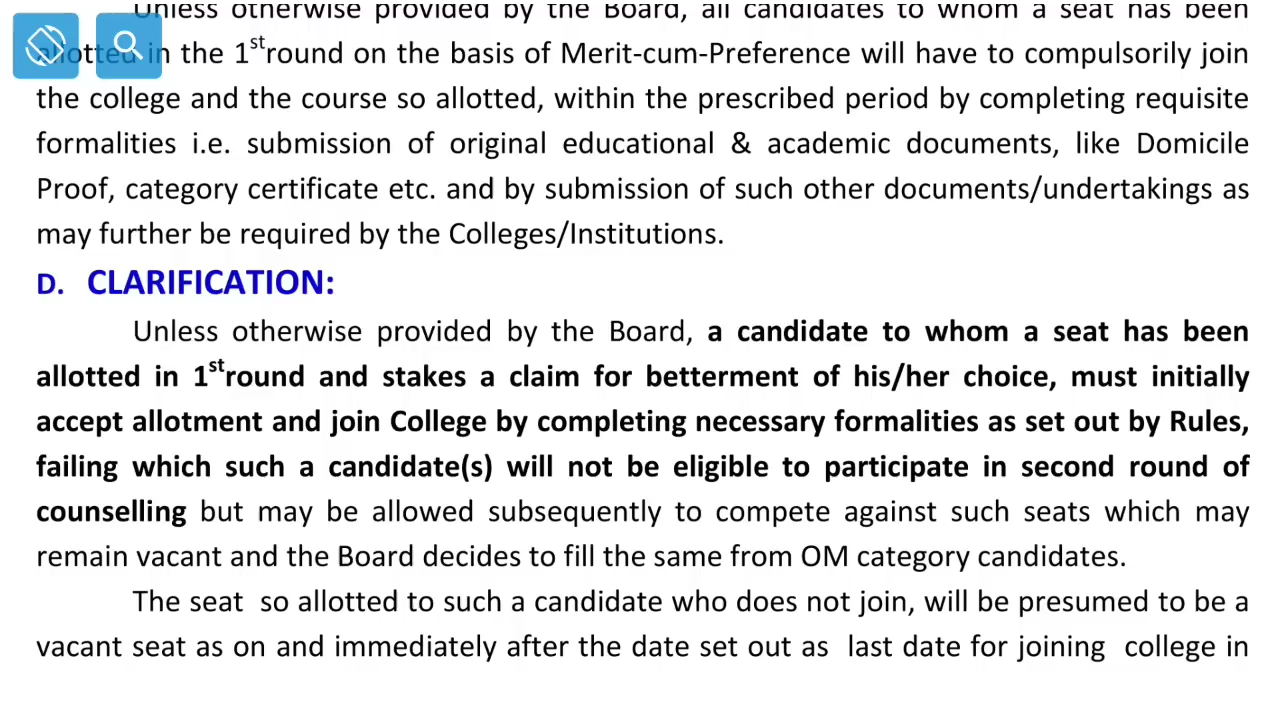 Unless otherwise provided by the Board, all candidates to whom a seat has been
allotted in the 1st round on the basis of Merit-cum-Preference will have to compulsorily join
the college and the course so allotted, within the prescribed period by completing requisite
formalities i.e. submission of original educational & academic documents, like Domicile
Proof, category certificate etc. and by submission of such other documents/undertakings as
may further be required by the Colleges/Institutions.
D. CLARIFICATION:
Unless otherwise provided by the Board, a candidate to whom a seat has been
allotted in 1st round and stakes a claim for betterment of his/her choice, must initially
accept allotment and join College by completing necessary formalities as set out by Rules,
failing which such a candidate(s) will not be eligible to participate in second round of
counselling but may be allowed subsequently to compete against such seats which may
remain vacant and the Board decides to fill the same from OM category candidates.
The seat so allotted to such a candidate who does not join, will be presumed to be a
vacant seat as on and immediately after the date set out as last date for joining college in